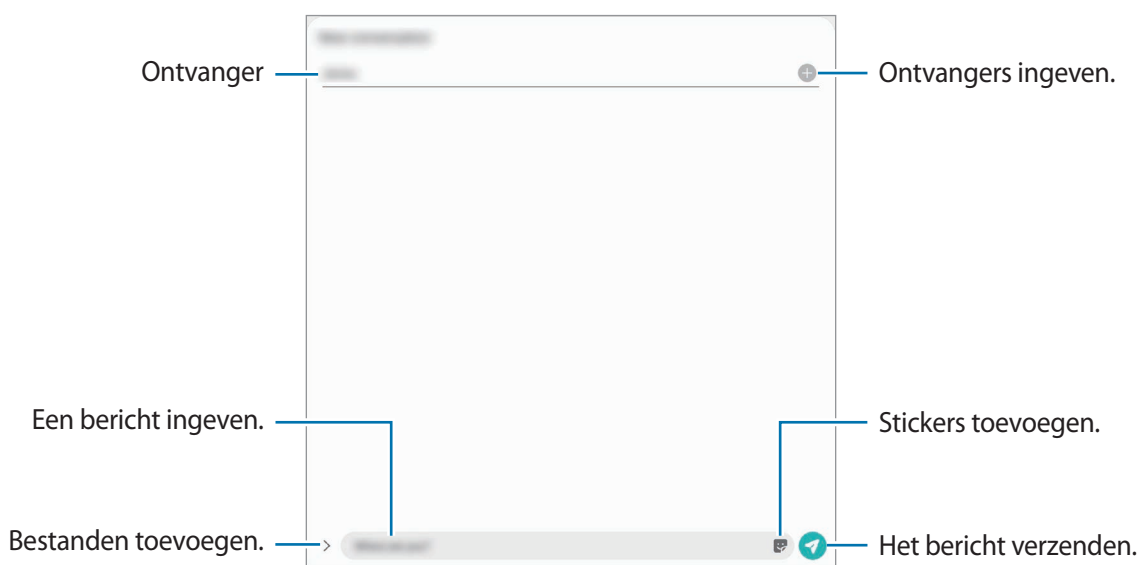 Ontvanger
Ontvangers ingeven.
Een bericht ingeven.
Stickers toevoegen.
Bestanden toevoegen.
Het bericht verzenden.